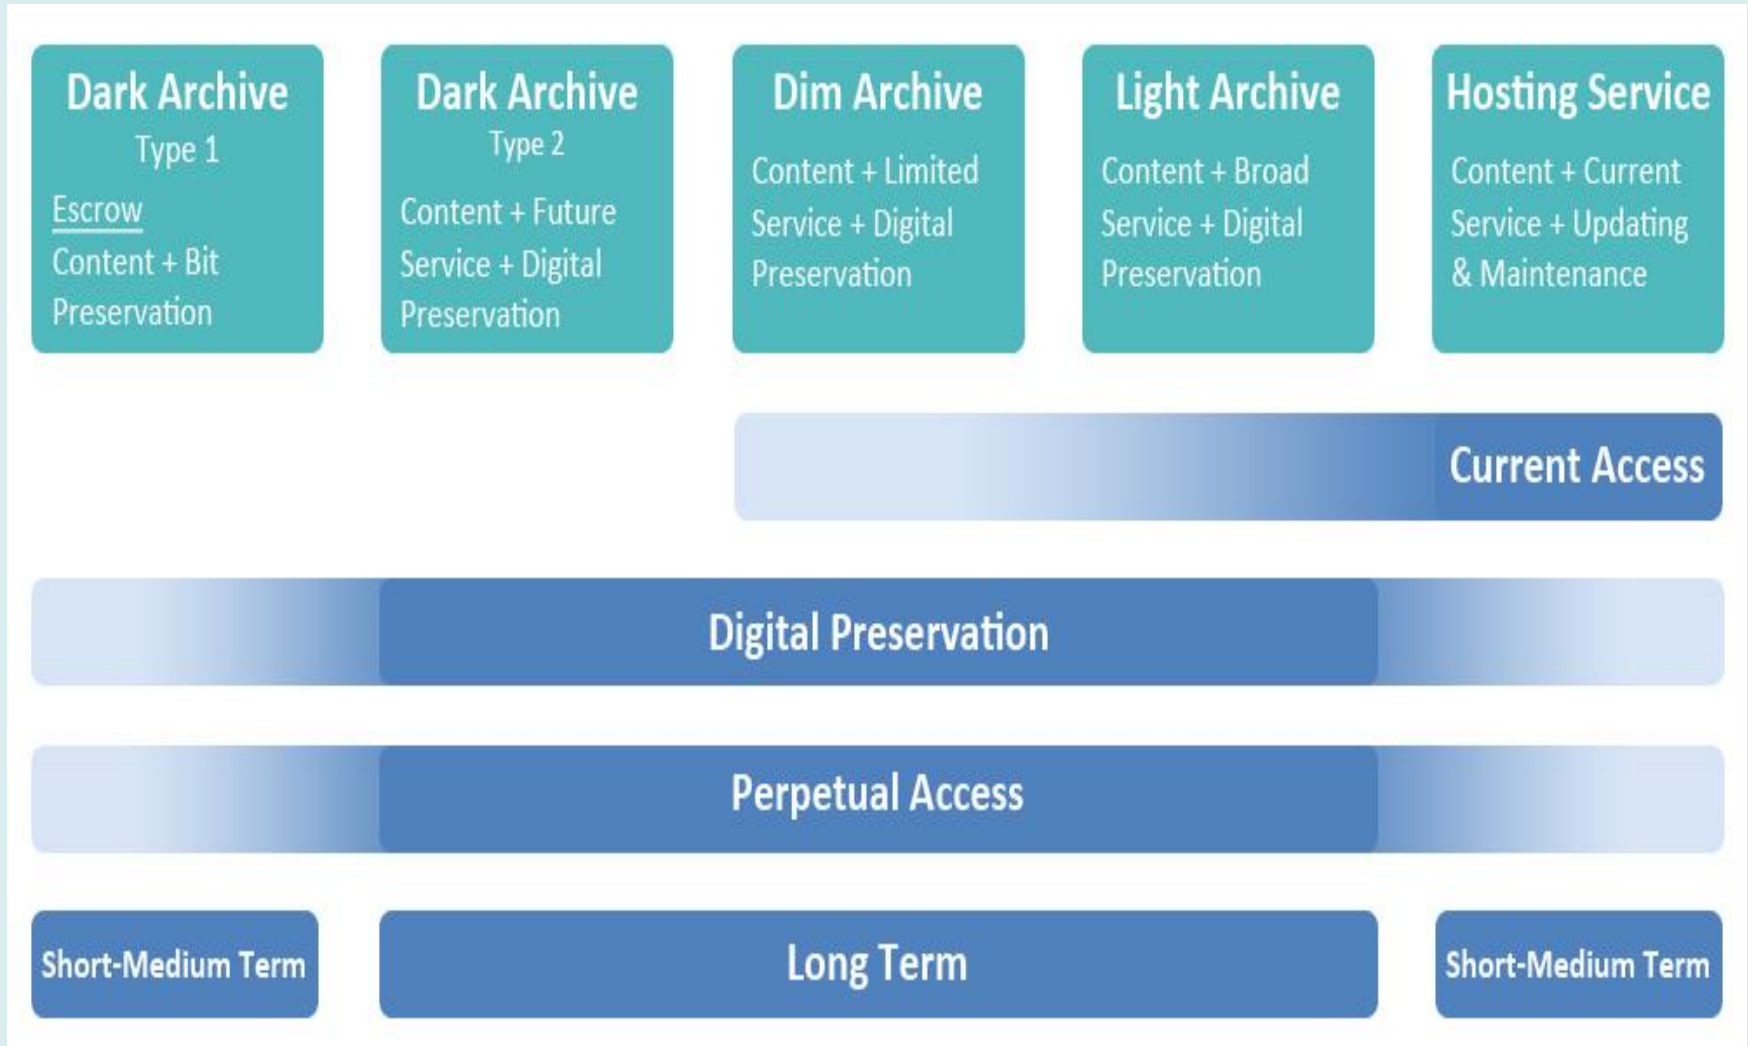 Dark Archive
Type 1
Escrow
Content + Bit
Preservation
Dark Archive
Type 2
Content + Future
Service + Digital
Preservation
Dim Archive
Content + Limited
Service + Digital
Preservation
Light Archive
Content + Broad
Service + Digital
Preservation
Hosting Service
Content + Current
Service + Updating
& Maintenance
Current Access
Digital Preservation
Perpetual Access
Short-Medium Term
Long Term
Short-Medium Term